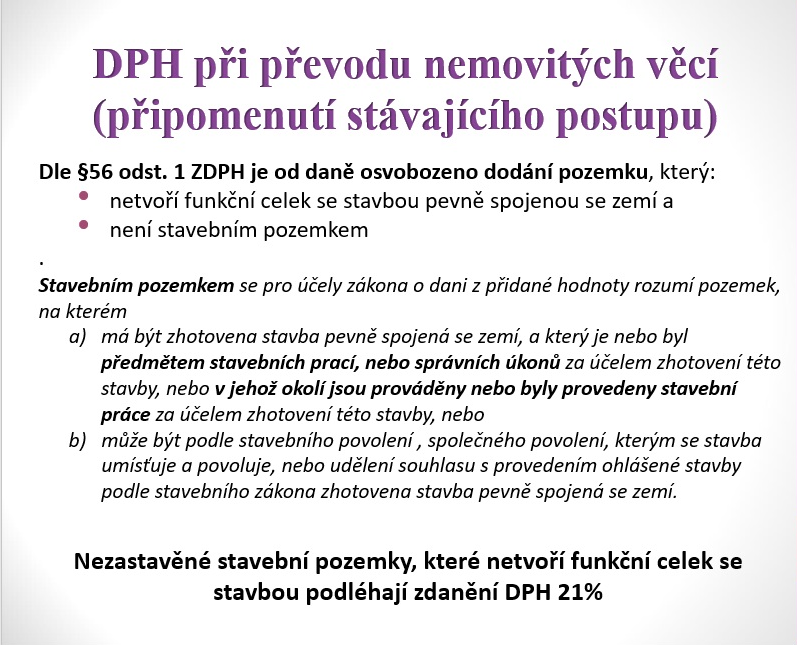 DPH při převodu nemovitých věcí
(připomenutí stávajícího postupu)
Dle §56 odst. 1 ZDPH je od daně osvobozeno dodání pozemku, který:
• netvoří funkční celek se stavbou pevně spojenou se zemí a
• není stavebním pozemkem
.
Stavebním pozemkem se pro účely zákona o dani z přidané hodnoty rozumí pozemek,
na kterém
a) má být zhotovena stavba pevně spojená se zemí, a který je nebo byl
předmětem stavebních prací, nebo správních úkonů za účelem zhotovení této
stavby, nebo v jehož okolí jsou prováděny nebo byly provedeny stavební
práce za účelem zhotovení této stavby, nebo
b) může být podle stavebního povolení , společného povolení, kterým se stavba
umísťuje a povoluje, nebo udělení souhlasu s provedením ohlášené stavby
podle stavebního zákona zhotovena stavba pevně spojená se zemí.
Nezastavěné stavební pozemky, které netvoří funkční celek se
stavbou podléhají zdanění DPH 21%